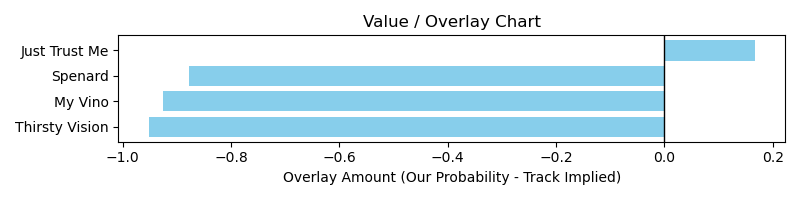 Value / Overlay Chart
Just Trust Me
Spenard
My Vino
Thirsty Vision
−1.0 −0.8 −0.6 −0.4 −0.2 0.0 0.2
Overlay Amount (Our Probability - Track Implied)